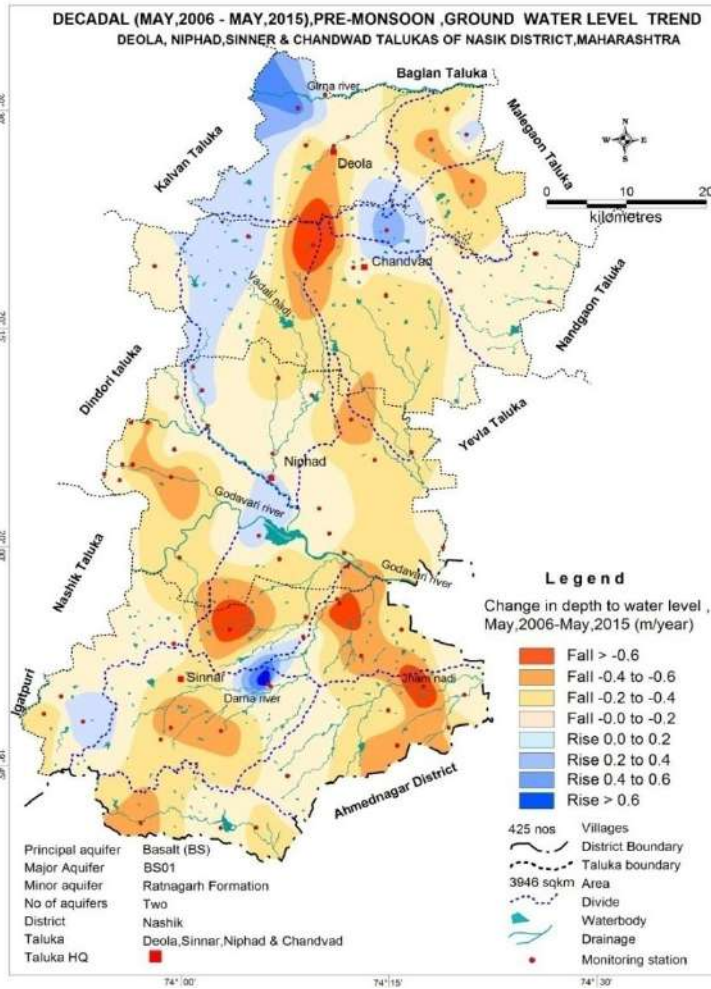 DECADAL (MAY,2006 - MAY,2015),PRE-MONSOON ,GROUND WATER LEVEL TREND
DEOLA, NIPHAD,SINNER & CHANDWAD TALUKAS OF NASIK DISTRICT,MAHARASHTRA
Baglan Taluka
Girna river
Malegaon Taluka
N
W E
S
Kalvan Taluka
Deola
0 10 20
kilometres
Chandvad
Nandgaon Taluka
Vadali nadi
Dindori taluka
Yevla Taluka
Niphad
Godavari river
Nashik Taluka
Godavari river
Legend
Change in depth to water level ,
May,2006-May,2015 (m/year)
Fall > -0.6
Fall -0.4 to -0.6
Fall -0.2 to -0.4
Fall -0.0 to -0.2
Rise 0.0 to 0.2
Rise 0.2 to 0.4
Rise 0.4 to 0.6
Rise > 0.6
Sinnar
Jham nadi
Darna river
Igatpuri
Ahmednagar District
425 nos Villages
District Boundary
Taluka boundary
3946 sqkm Area
Divide
Waterbody
Drainage
Monitoring station
Principal aquifer Basalt (BS)
Major Aquifer BS01
Minor aquifer Ratnagarh Formation
No of aquifers Two
District Nashik
Taluka Deola,Sinnar,Niphad & Chandvad
Taluka HQ
74° 00' 74° 15' 74° 30'